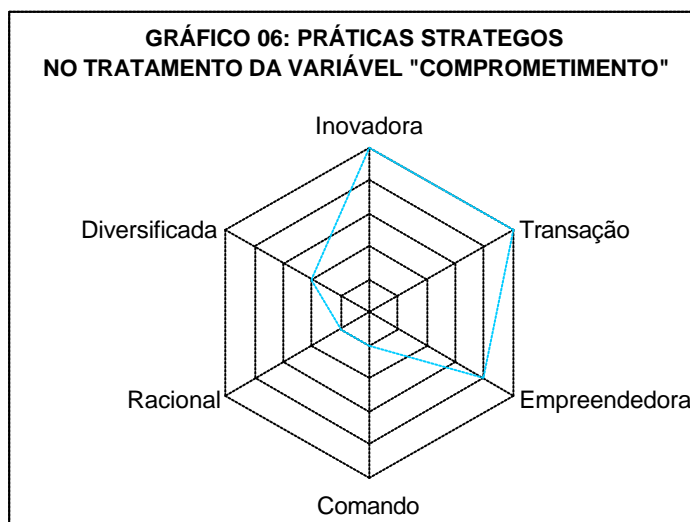 GRÁFICO 06: PRÁTICAS STRATEGOS
NO TRATAMENTO DA VARIÁVEL "COMPROMETIMENTO"
Inovadora
Diversificada
Transação
Racional
Empreendedora
Comando